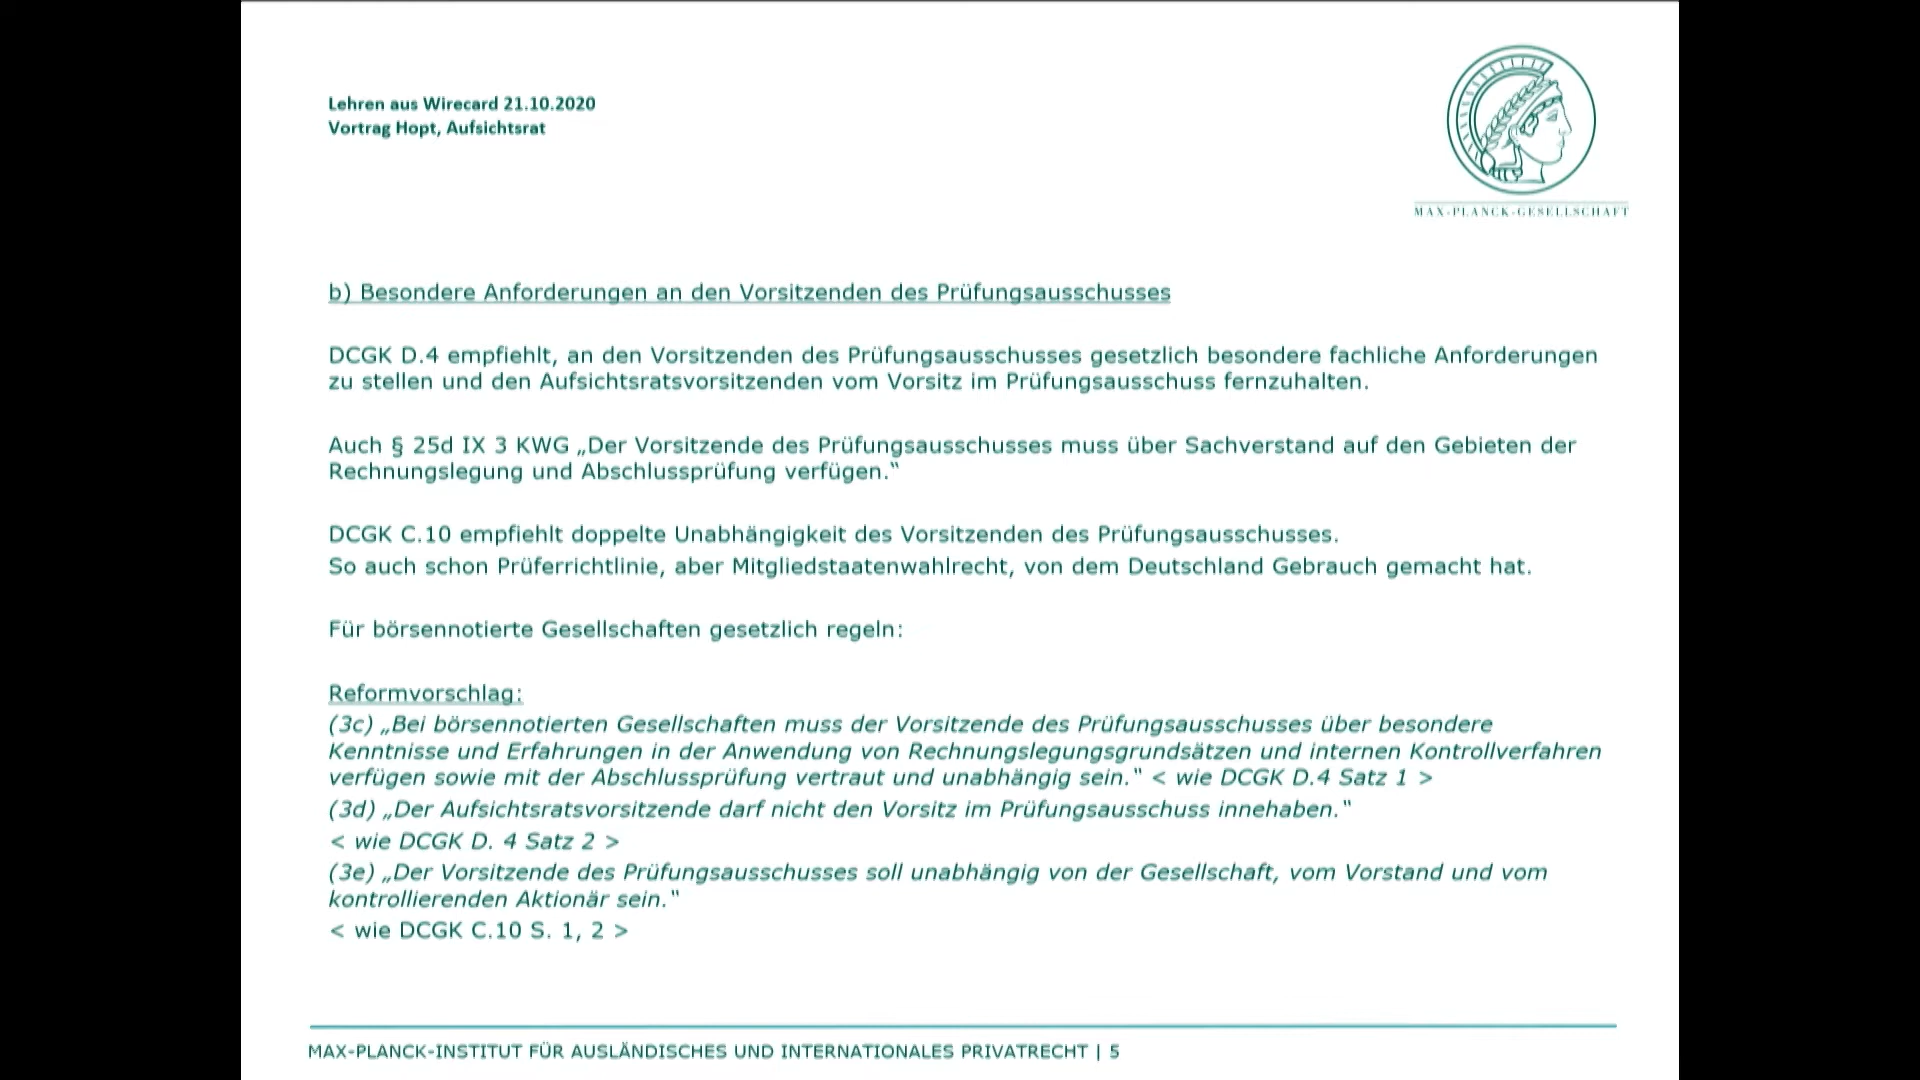 Lehren aus Wirecard 21.10.2020
Vortrag Hopt, Aufsichtsrat
MAX-PLANCK-GESELLSCHAFT
b) Besondere Anforderungen an den Vorsitzenden des Prüfungsausschusses
DCGK D.4 empfiehlt, an den Vorsitzenden des Prüfungsausschusses gesetzlich besondere fachliche Anforderungen
zu stellen und den Aufsichtsratsvorsitzenden vom Vorsitz im Prüfungsausschuss fernzuhalten.
Auch § 25d IX 3 KWG „Der Vorsitzende des Prüfungsausschusses muss über Sachverstand auf den Gebieten der
Rechnungslegung und Abschlussprüfung verfügen.“
DCGK C.10 empfiehlt doppelte Unabhängigkeit des Vorsitzenden des Prüfungsausschusses.
So auch schon Prüferrichtlinie, aber Mitgliedstaatenwahlrecht, von dem Deutschland Gebrauch gemacht hat.
Für börsennotierte Gesellschaften gesetzlich regeln:
Reformvorschlag:
(3c) „Bei börsennotierten Gesellschaften muss der Vorsitzende des Prüfungsausschusses über besondere
Kenntnisse und Erfahrungen in der Anwendung von Rechnungslegungsgrundsätzen und internen Kontrollverfahren
verfügen sowie mit der Abschlussprüfung vertraut und unabhängig sein.“ < wie DCGK D.4 Satz 1 >
(3d) „Der Aufsichtsratsvorsitzende darf nicht den Vorsitz im Prüfungsausschuss innehaben.“
< wie DCGK D. 4 Satz 2 >
(3e) „Der Vorsitzende des Prüfungsausschusses soll unabhängig von der Gesellschaft, vom Vorstand und vom
kontrollierenden Aktionär sein.“
< wie DCGK C.10 S. 1, 2 >
MAX-PLANCK-INSTITUT FÜR AUSLÄNDISCHES UND INTERNATIONALES PRIVATRECHT | 5